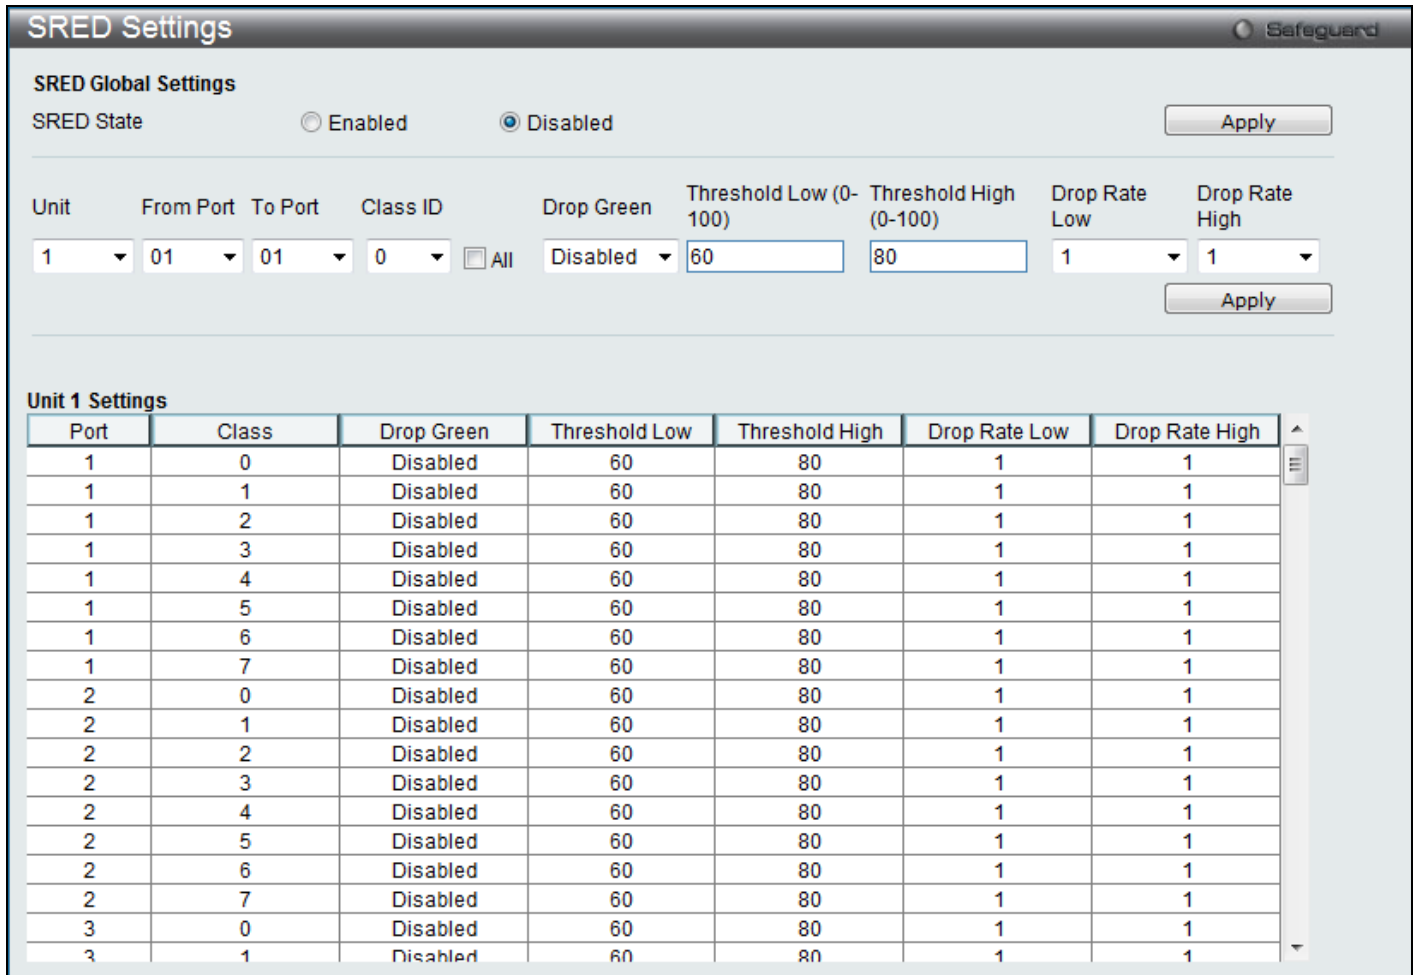 SRED Settings
Safeguard
SRED Global Settings
SRED State Enabled Disabled Apply
Unit From Port To Port Class ID Drop Green Threshold Low (0-100) Threshold High (0-100) Drop Rate Low Drop Rate High
1 01 01 0 All Disabled 60 80 1 1
Apply
Unit 1 Settings
Port Class Drop Green Threshold Low Threshold High Drop Rate Low Drop Rate High
1 0 Disabled 60 80 1 1
1 1 Disabled 60 80 1 1
1 2 Disabled 60 80 1 1
1 3 Disabled 60 80 1 1
1 4 Disabled 60 80 1 1
1 5 Disabled 60 80 1 1
1 6 Disabled 60 80 1 1
1 7 Disabled 60 80 1 1
2 0 Disabled 60 80 1 1
2 1 Disabled 60 80 1 1
2 2 Disabled 60 80 1 1
2 3 Disabled 60 80 1 1
2 4 Disabled 60 80 1 1
2 5 Disabled 60 80 1 1
2 6 Disabled 60 80 1 1
2 7 Disabled 60 80 1 1
3 0 Disabled 60 80 1 1
3 1 Disabled 60 80 1 1